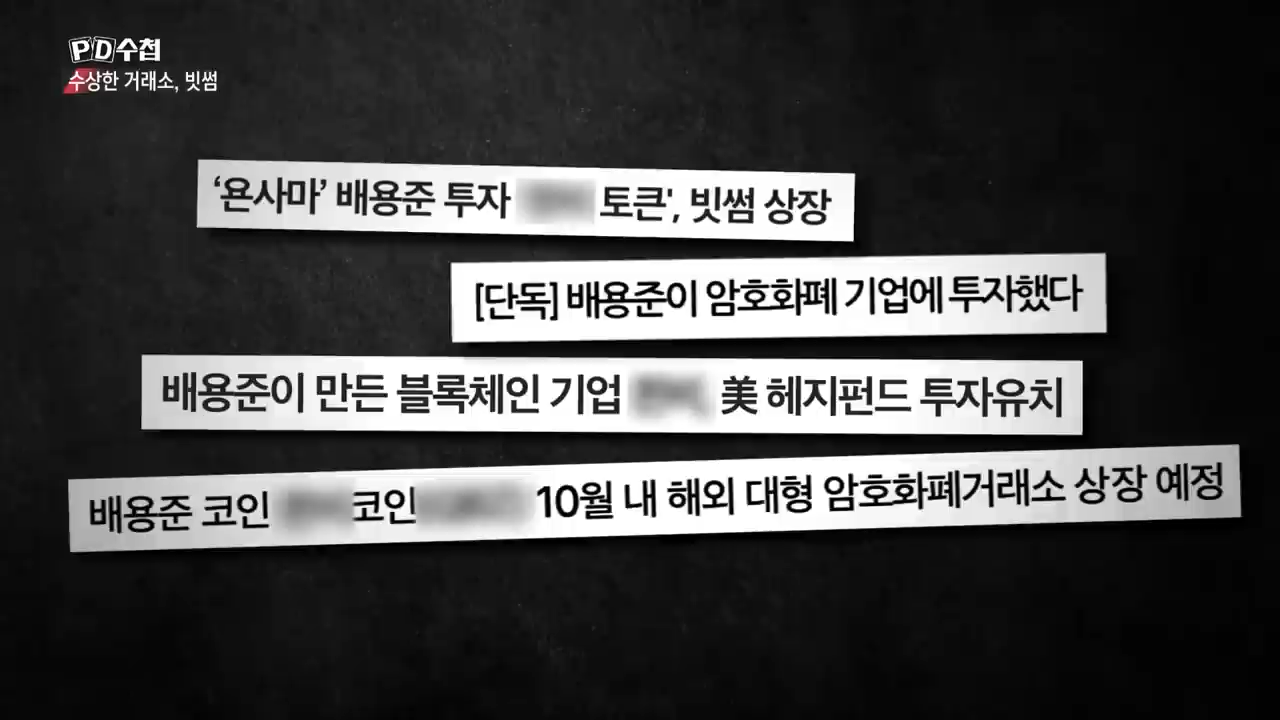 PD수첩
수상한 거래소, 빗썸
‘욘사마’ 배용준 투자 토큰', 빗썸 상장
[단독] 배용준이 암호화폐 기업에 투자했다
배용준이 만든 블록체인 기업 美 헤지펀드 투자유치
배용준 코인 코인 10월 내 해외 대형 암호화폐거래소 상장 예정